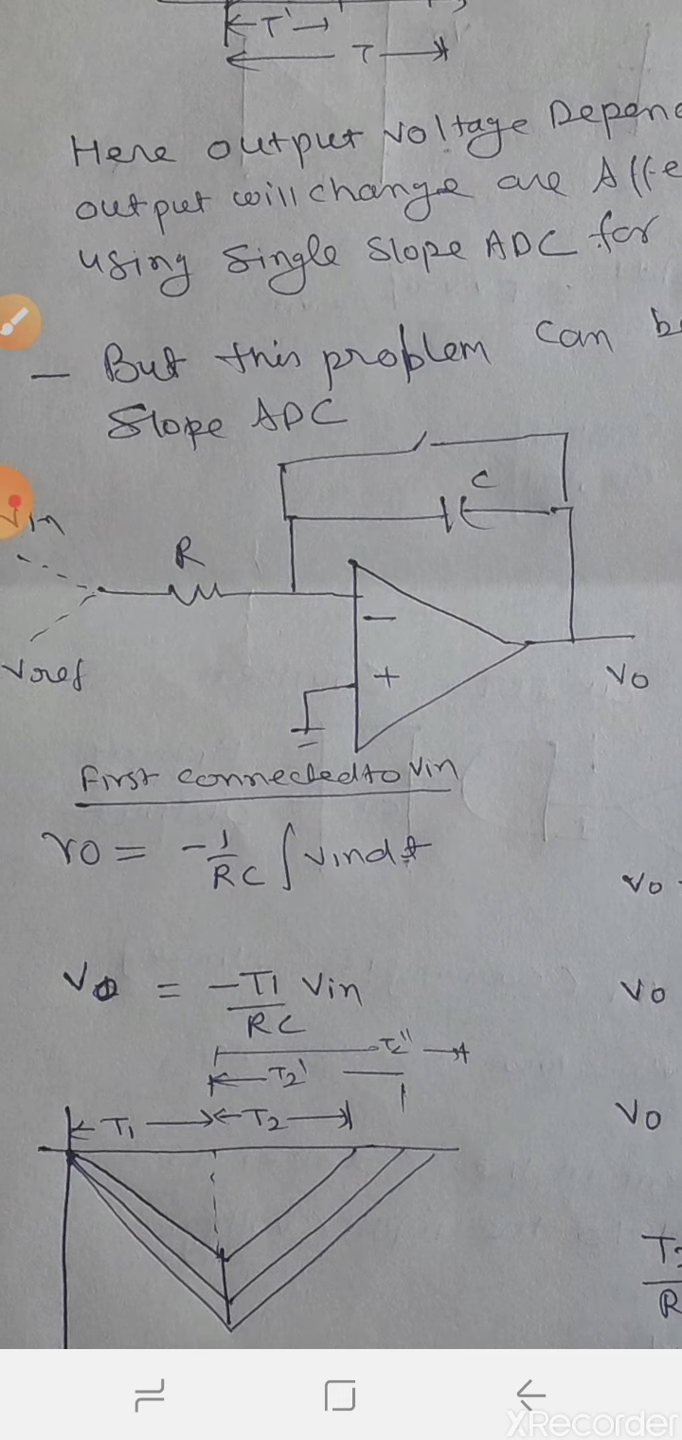 T'
T
Here output voltage Depen
output will change are Affe
using single slope ADC for
— But this problem can be
Slope ADC
C
Vin
R
−
Vref
+
Vo
First connected to Vin
vo = -1/RC ∫ Vin dt
Vo
Vo = -T1/RC Vin
Vo
T2''
T2'
T1 T2
Vo
R
XRecorder